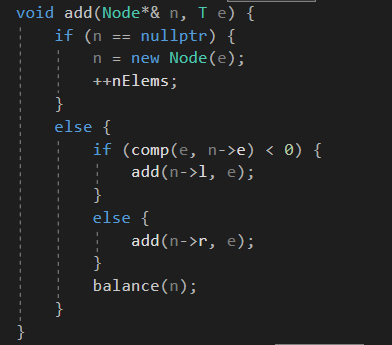 void add(Node*& n, T e) {
    if (n == nullptr) {
        n = new Node(e);
        ++nElems;
    }
    else {
        if (comp(e, n->e) < 0) {
            add(n->l, e);
        }
        else {
            add(n->r, e);
        }
        balance(n);
    }
}